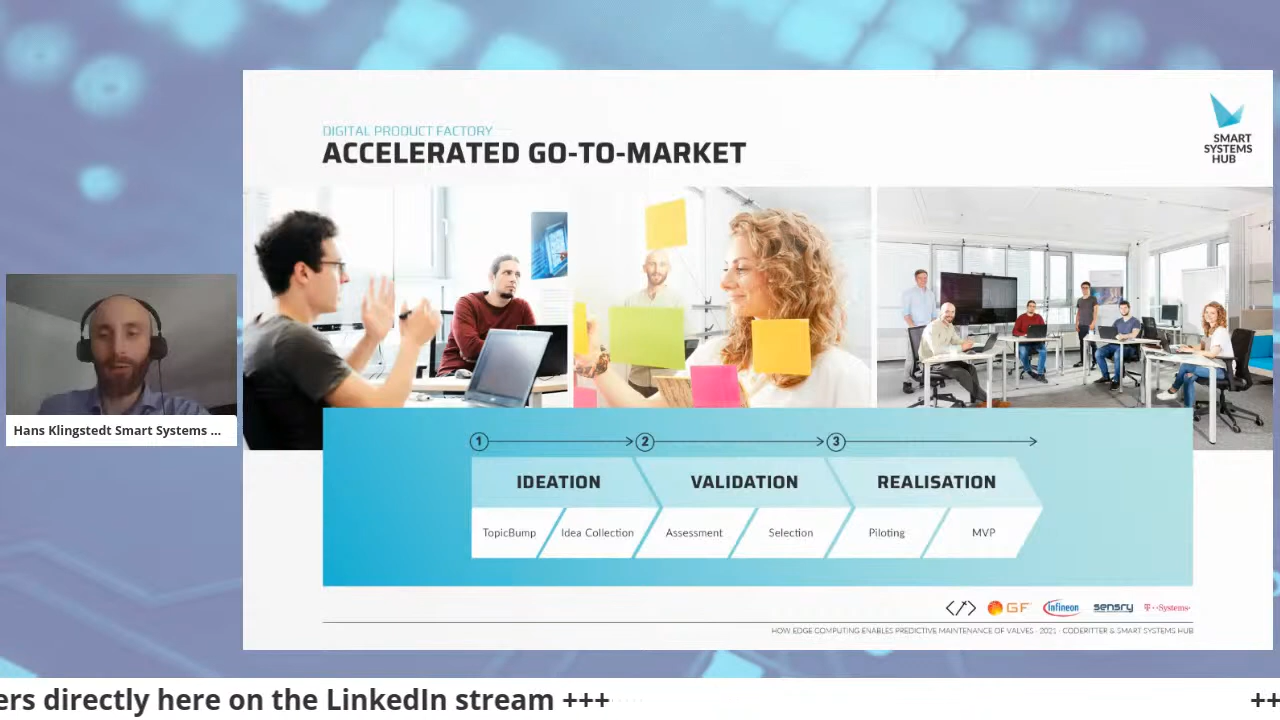 DIGITAL PRODUCT FACTORY
ACCELERATED GO-TO-MARKET
SMART
SYSTEMS
HUB
Hans Klingstedt Smart Systems ...
1
2
3
IDEATION
VALIDATION
REALISATION
TopicBump
Idea Collection
Assessment
Selection
Piloting
MVP
</> GF infineon sensry T··Systems·
HOW EDGE COMPUTING ENABLES PREDICTIVE MAINTENANCE OF VALVES - 2021 - CODERITTER & SMART SYSTEMS HUB
ers directly here on the LinkedIn stream +++ ++